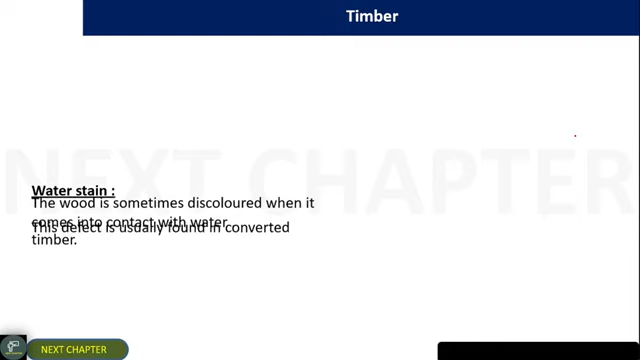 Timber
NEXT CHAPTER
Water stain :
The wood is sometimes discoloured when it
comes into contact with water
This defect is usually found in converted
timber.
NEXT CHAPTER